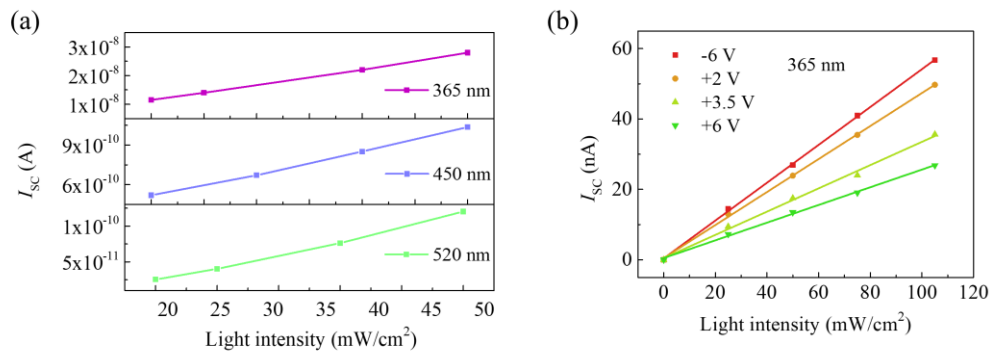 (a)
3x10⁻⁸
2x10⁻⁸
1x10⁻⁸
365 nm
9x10⁻¹⁰
6x10⁻¹⁰
450 nm
1x10⁻¹⁰
5x10⁻¹¹
520 nm
I_SC (A)
20 25 30 35 40 45 50
Light intensity (mW/cm²)
(b)
60
40
20
0
I_SC (nA)
-6 V
+2 V
+3.5 V
+6 V
365 nm
0 20 40 60 80 100 120
Light intensity (mW/cm²)